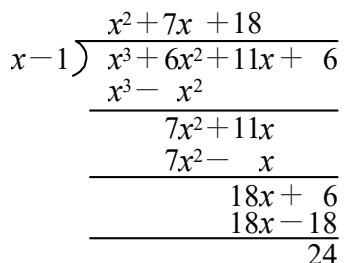 x²+7x +18
x−1) x³+6x²+11x+ 6
x³− x²
7x²+11x
7x²− x
18x+ 6
18x−18
24